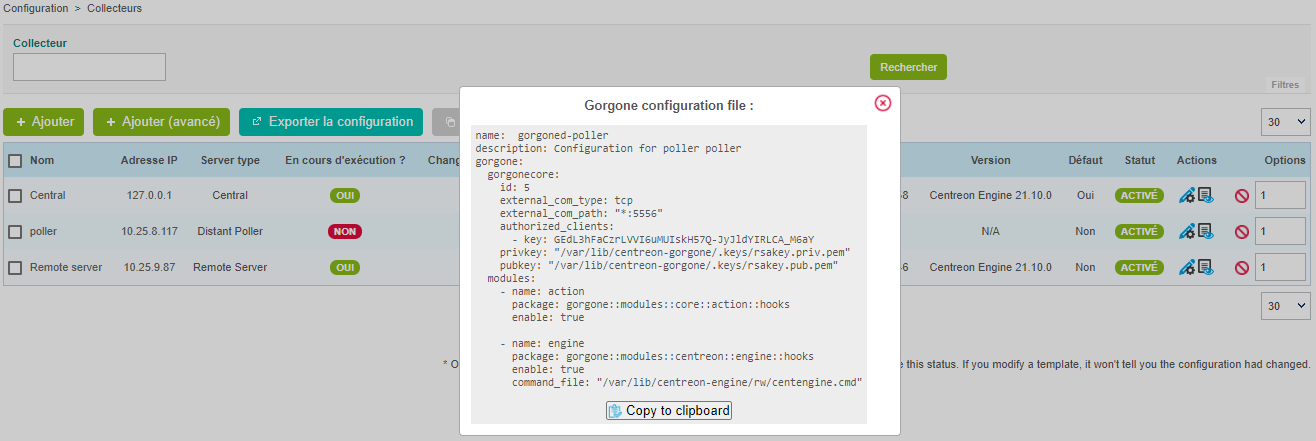 Configuration > Collecteurs
Collecteur
Rechercher
Filtres
Gorgone configuration file :
name:  gorgoned-poller
description: Configuration for poller poller
gorgone:
  gorgonecore:
    id: 5
    external_com_type: tcp
    external_com_path: "*:5556"
    authorized_clients:
      - key: GEdL3hFaCzrLVVI6uMUIskH57Q-JyJldYIRLCA_M6aY
    privkey: "/var/lib/centreon-gorgone/.keys/rsakey.priv.pem"
    pubkey: "/var/lib/centreon-gorgone/.keys/rsakey.pub.pem"
  modules:
    - name: action
      package: gorgone::modules::core::action::hooks
      enable: true
    - name: engine
      package: gorgone::modules::centreon::engine::hooks
      enable: true
      command_file: "/var/lib/centreon-engine/rw/centengine.cmd"
Copy to clipboard
+ Ajouter + Ajouter (avancé) Exporter la configuration 30
Nom Adresse IP Server type En cours d'exécution ? Chang Version Défaut Statut Actions Options
Central 127.0.0.1 Central OUI Centreon Engine 21.10.0 Oui ACTIVÉ 1
poller 10.25.8.117 Distant Poller NON N/A Non ACTIVÉ 1
Remote server 10.25.9.87 Remote Server OUI Centreon Engine 21.10.0 Non ACTIVÉ 1
30
* O e this status. If you modify a template, it won't tell you the configuration had changed.